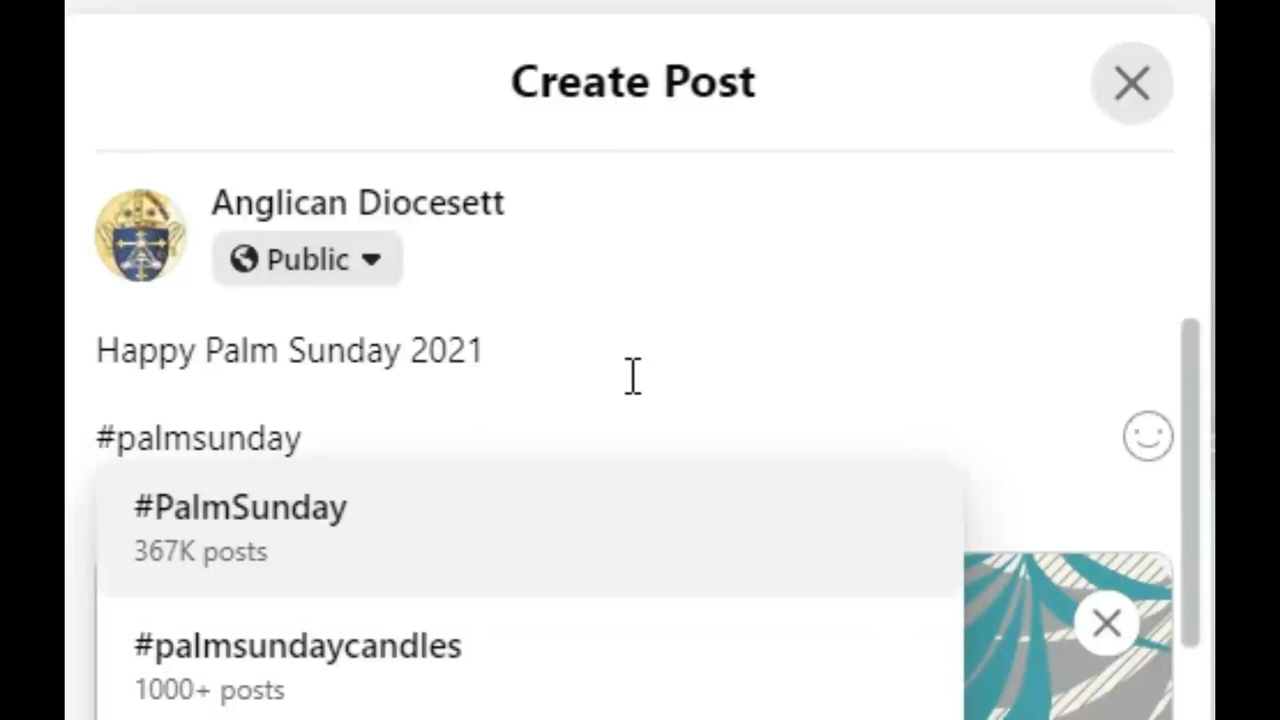 Create Post
Anglican Diocesett
Public
Happy Palm Sunday 2021
#palmsunday
#PalmSunday
367K posts
#palmsundaycandles
1000+ posts